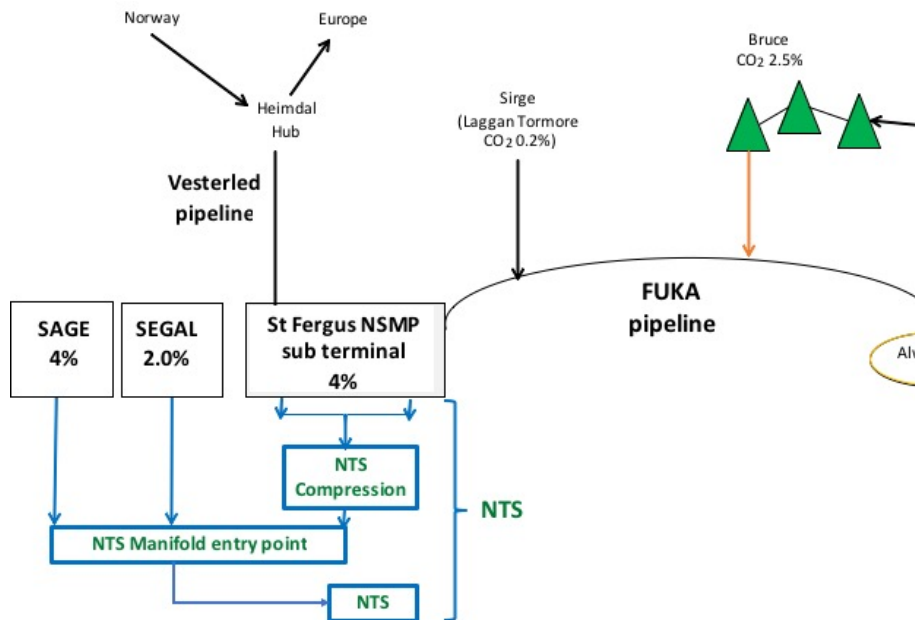 Norway
Europe
Heimdal
Hub
Bruce
CO2 2.5%
Sirge
(Laggan Tormore
CO2 0.2%)
Vesterled
pipeline
FUKA
pipeline
SAGE
4%
SEGAL
2.0%
St Fergus NSMP
sub terminal
4%
Alv
NTS
Compression
NTS
NTS Manifold entry point
NTS